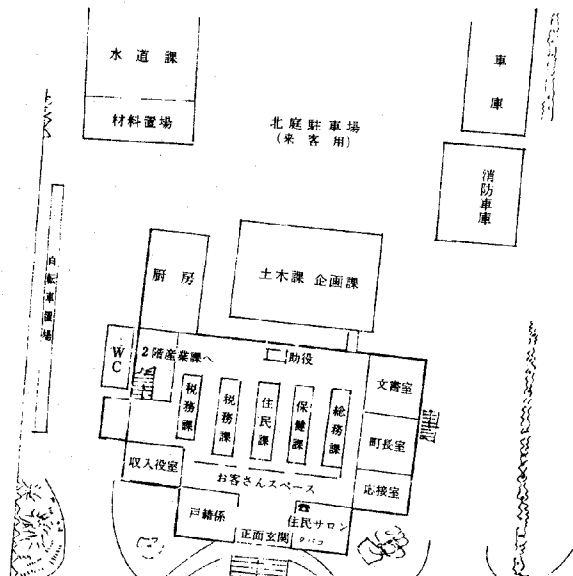 水道課
材料置場
北庭駐車場
(来客用)
車庫
消防車庫
自転車置場
厨房
土木課 企画課
WC
2階産業課へ
助役
税務課
税務課
住民課
保健課
総務課
文書室
町長室
応接室
収入役室
お客さんスペース
戸籍係
正面玄関
☎
住民サロン
タバコ